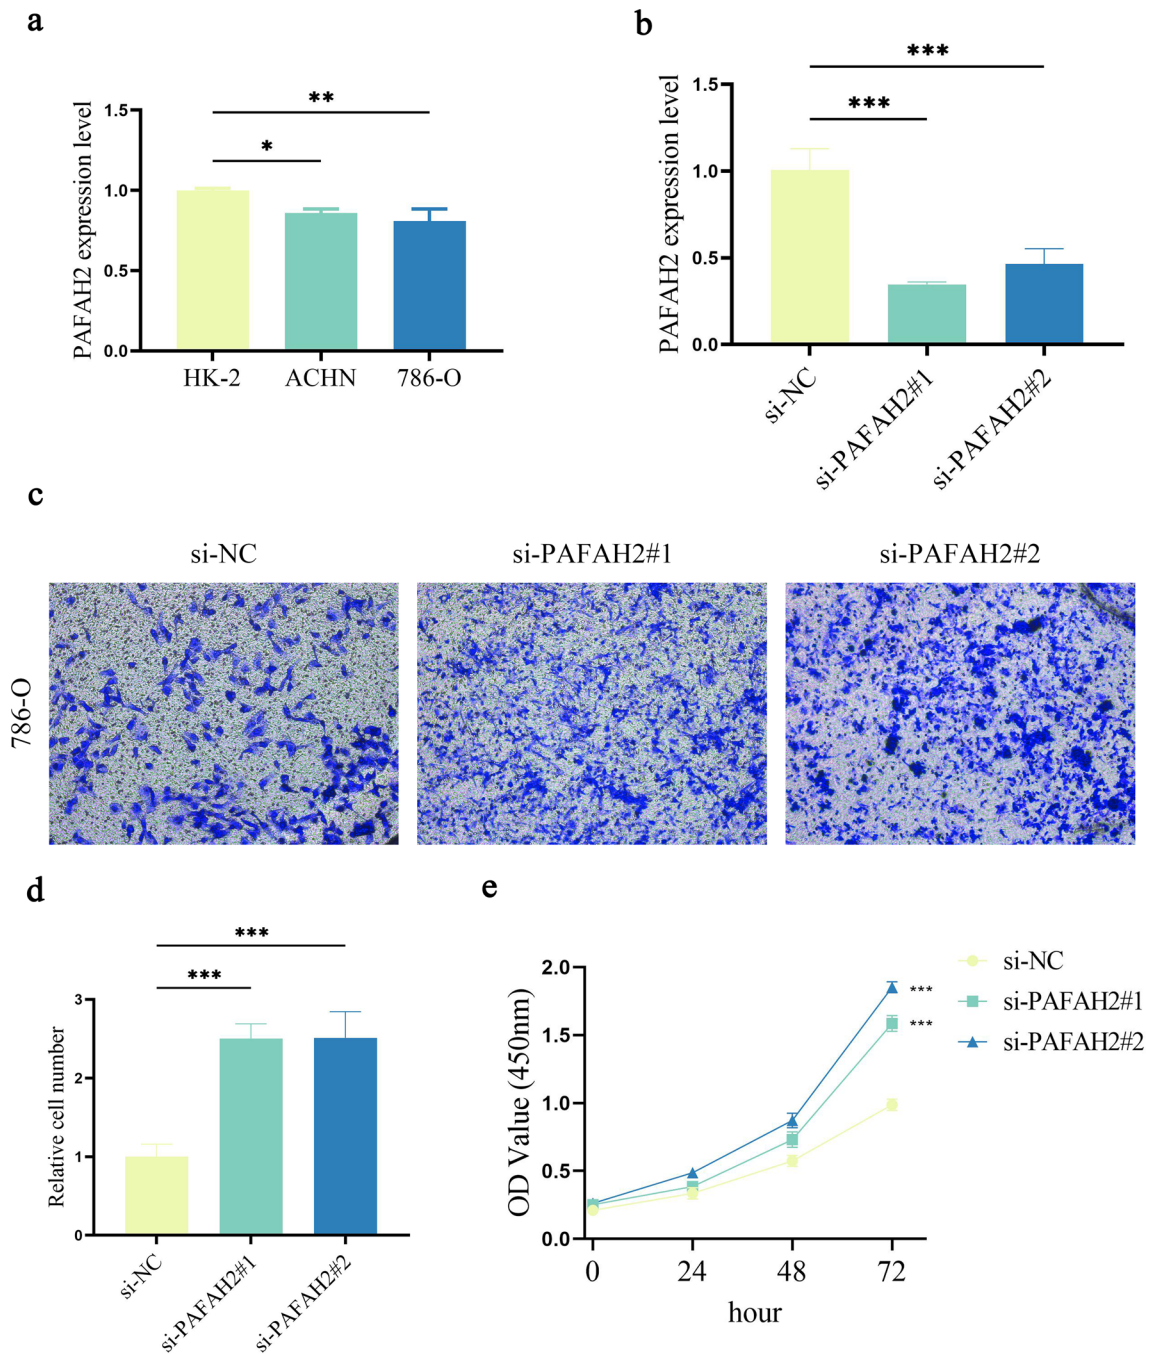 a
**
*
PAFAH2 expression level
1.5
1.0
0.5
0.0
HK-2 ACHN 786-O
b
***
***
PAFAH2 expression level
1.5
1.0
0.5
0.0
si-NC
si-PAFAH2#1
si-PAFAH2#2
c
si-NC si-PAFAH2#1 si-PAFAH2#2
786-O
d
***
***
Relative cell number
3
2
1
0
si-NC
si-PAFAH2#1
si-PAFAH2#2
e
OD Value (450nm)
2.0
1.5
1.0
0.5
0.0
0 24 48 72
hour
***
***
si-NC
si-PAFAH2#1
si-PAFAH2#2